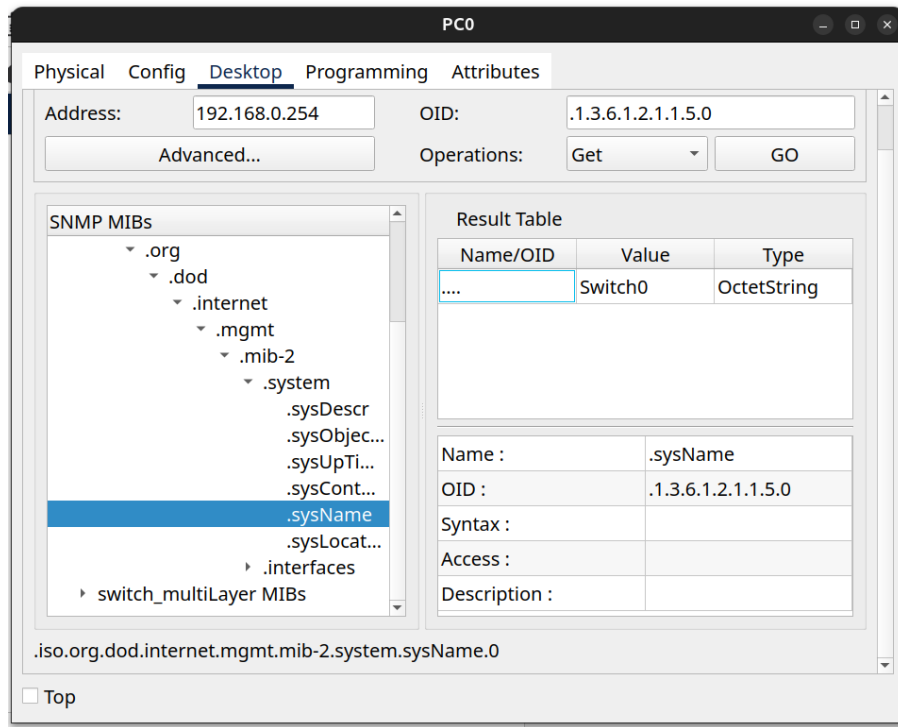 PC0
Physical Config Desktop Programming Attributes
Address: 192.168.0.254 OID: .1.3.6.1.2.1.1.5.0
Advanced... Operations: Get GO
SNMP MIBs
.org
.dod
.internet
.mgmt
.mib-2
.system
.sysDescr
.sysObjec...
.sysUpTi...
.sysCont...
.sysName
.sysLocat...
.interfaces
switch_multiLayer MIBs
Result Table
Name/OID Value Type
.... Switch0 OctetString
Name : .sysName
OID : .1.3.6.1.2.1.1.5.0
Syntax :
Access :
Description :
.iso.org.dod.internet.mgmt.mib-2.system.sysName.0
Top